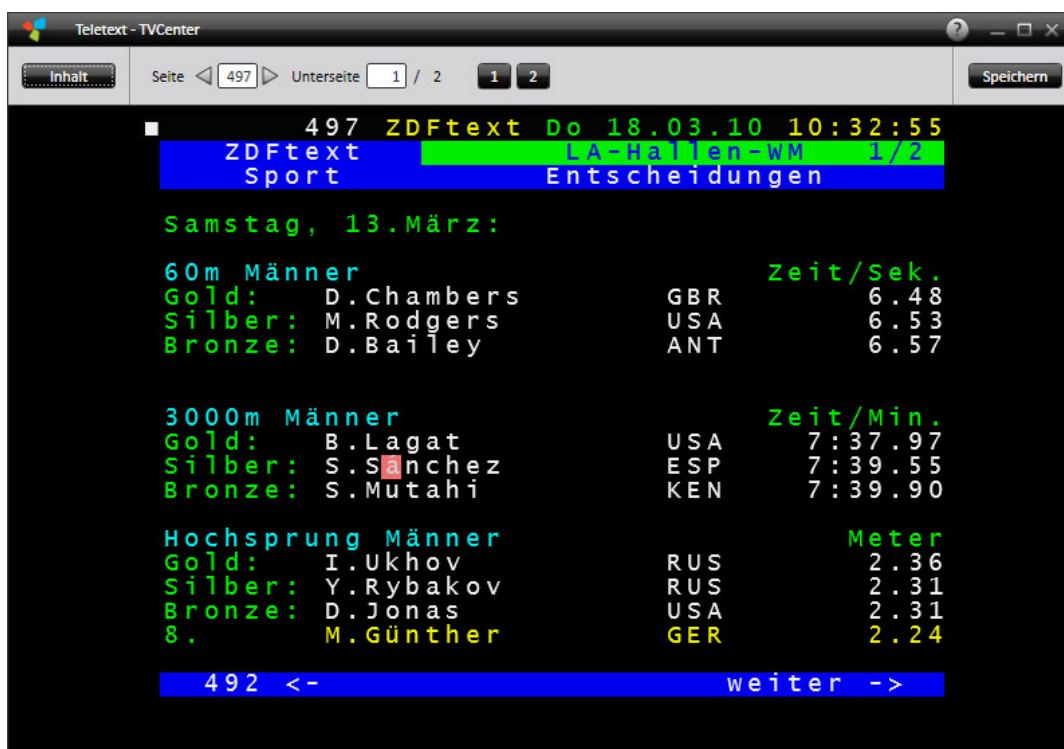 Teletext - TVCenter
Inhalt Seite 497 Unterseite 1 / 2 1 2 Speichern
497 ZDFtext Do 18.03.10 10:32:55
ZDFtext LA-Hallen-WM 1/2
Sport Entscheidungen
Samstag, 13.März:
60m Männer Zeit/Sek.
Gold: D.Chambers GBR 6.48
Silber: M.Rodgers USA 6.53
Bronze: D.Bailey ANT 6.57
3000m Männer Zeit/Min.
Gold: B.Lagat USA 7:37.97
Silber: S.Sánchez ESP 7:39.55
Bronze: S.Mutahi KEN 7:39.90
Hochsprung Männer Meter
Gold: I.Ukhov RUS 2.36
Silber: Y.Rybakov RUS 2.31
Bronze: D.Jonas USA 2.31
8. M.Günther GER 2.24
492 <- weiter ->